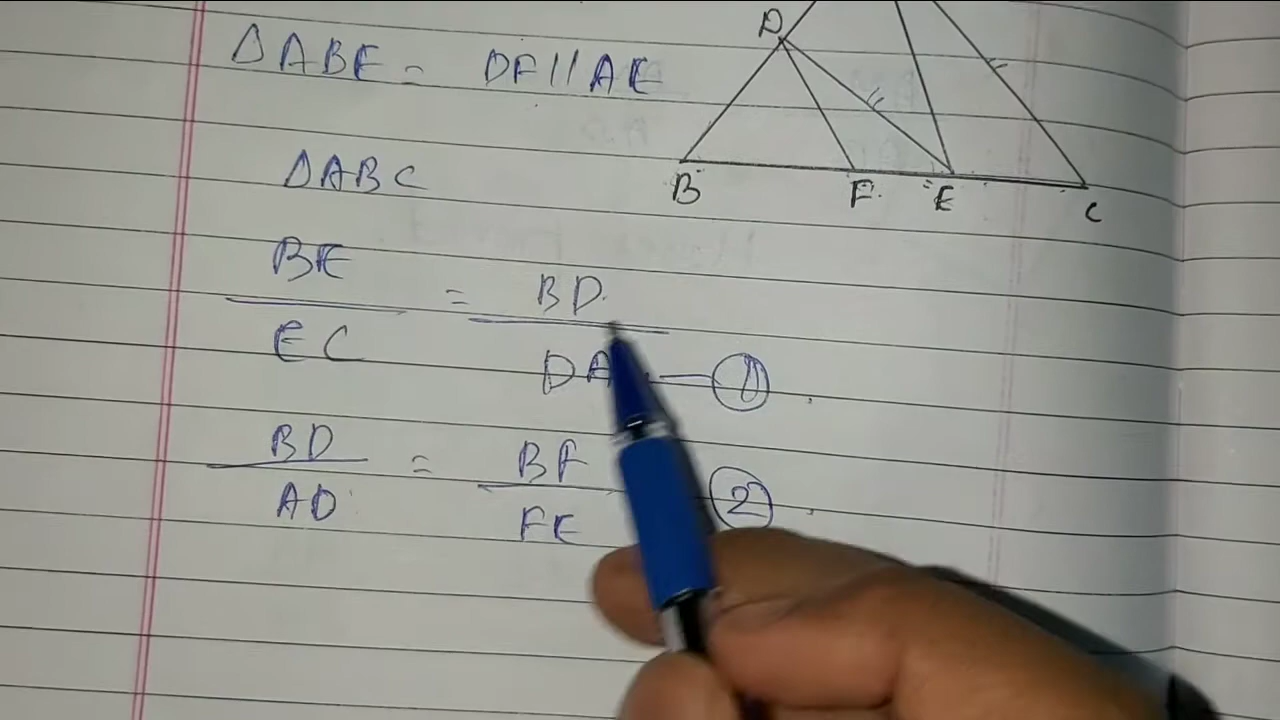 D
ΔABE = DF//AE
ΔABC
B F E C
BE/EC = BD/DA — ①
BD/AD = BF/FE ②